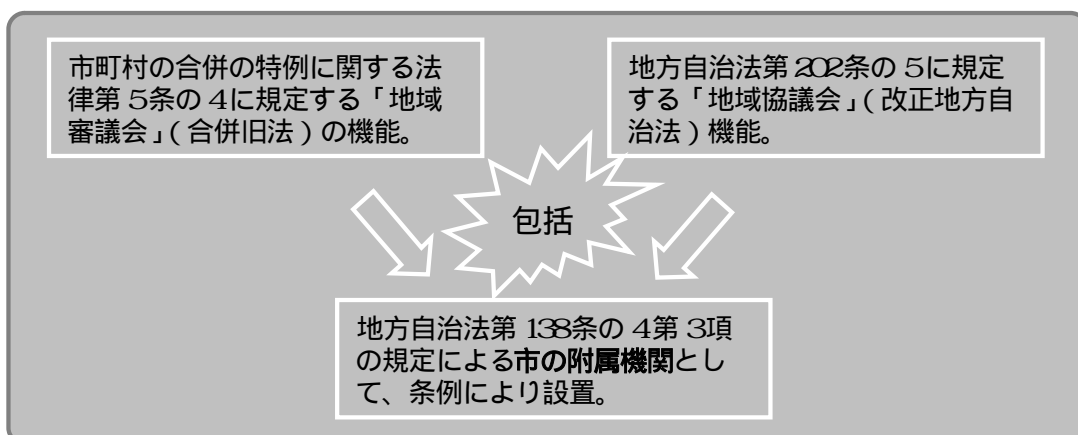 市町村の合併の特例に関する法
律第5条の4に規定する「地域
審議会」(合併旧法)の機能。
地方自治法第202条の5に規定
する「地域協議会」(改正地方自
治法)機能。
包括
地方自治法第138条の4第3項
の規定による市の附属機関とし
て、条例により設置。